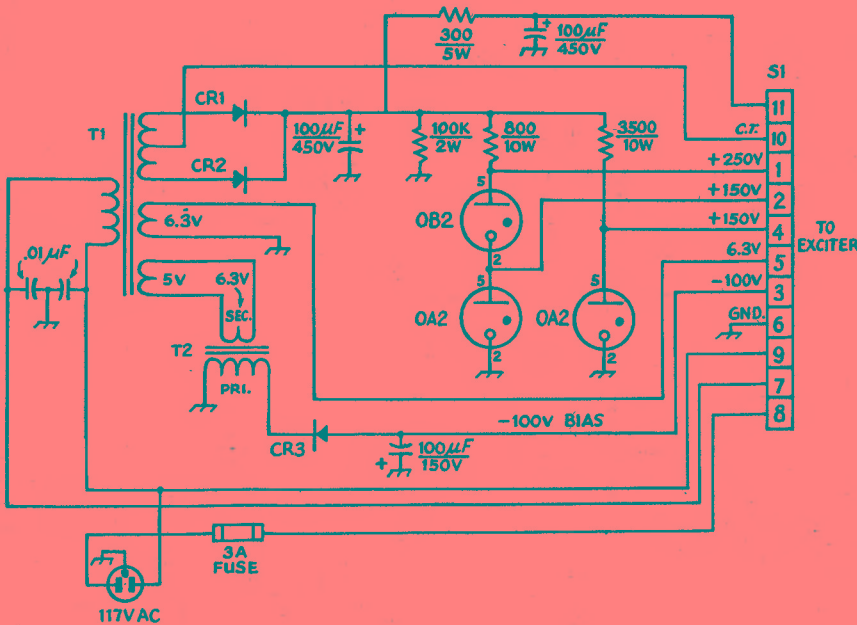 300
5W
+
100µF
450V
S1
11
C.T.
10
+250V
1
+150V
2
+150V
4
6.3V
5
-100V
3
GND.
6
9
7
8
TO
EXCITER
CR1
T1
CR2
100µF
450V
+
100K
2W
800
10W
3500
10W
5
OB2
2
5
OA2
2
5
OA2
2
6.3V
.01µF
5V
6.3V
SEC.
T2
PRI.
CR3
-100V BIAS
+
100µF
150V
3A
FUSE
117V AC